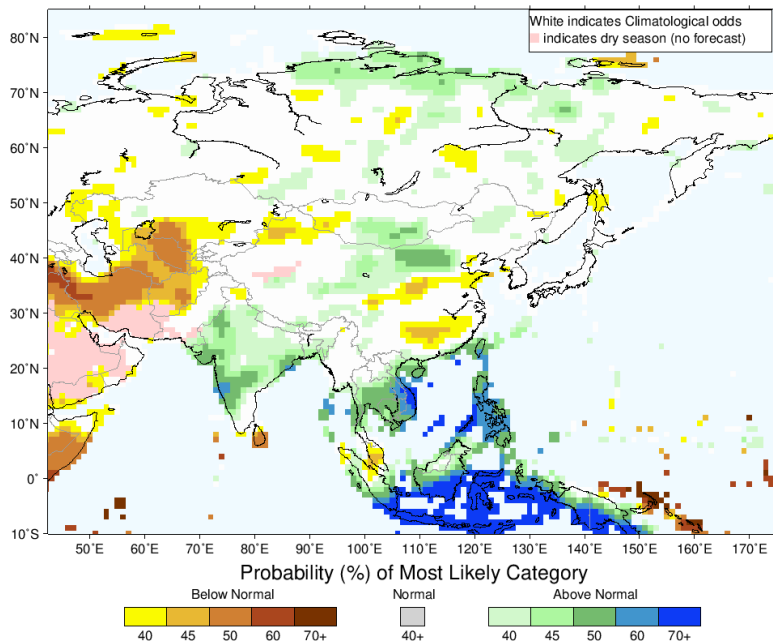 White indicates Climatological odds
indicates dry season (no forecast)
80°N
70°N
60°N
50°N
40°N
30°N
20°N
10°N
0°
10°S
50°E 60°E 70°E 80°E 90°E 100°E 110°E 120°E 130°E 140°E 150°E 160°E 170°E
Probability (%) of Most Likely Category
Below Normal Normal Above Normal
40 45 50 60 70+ 40+ 40 45 50 60 70+